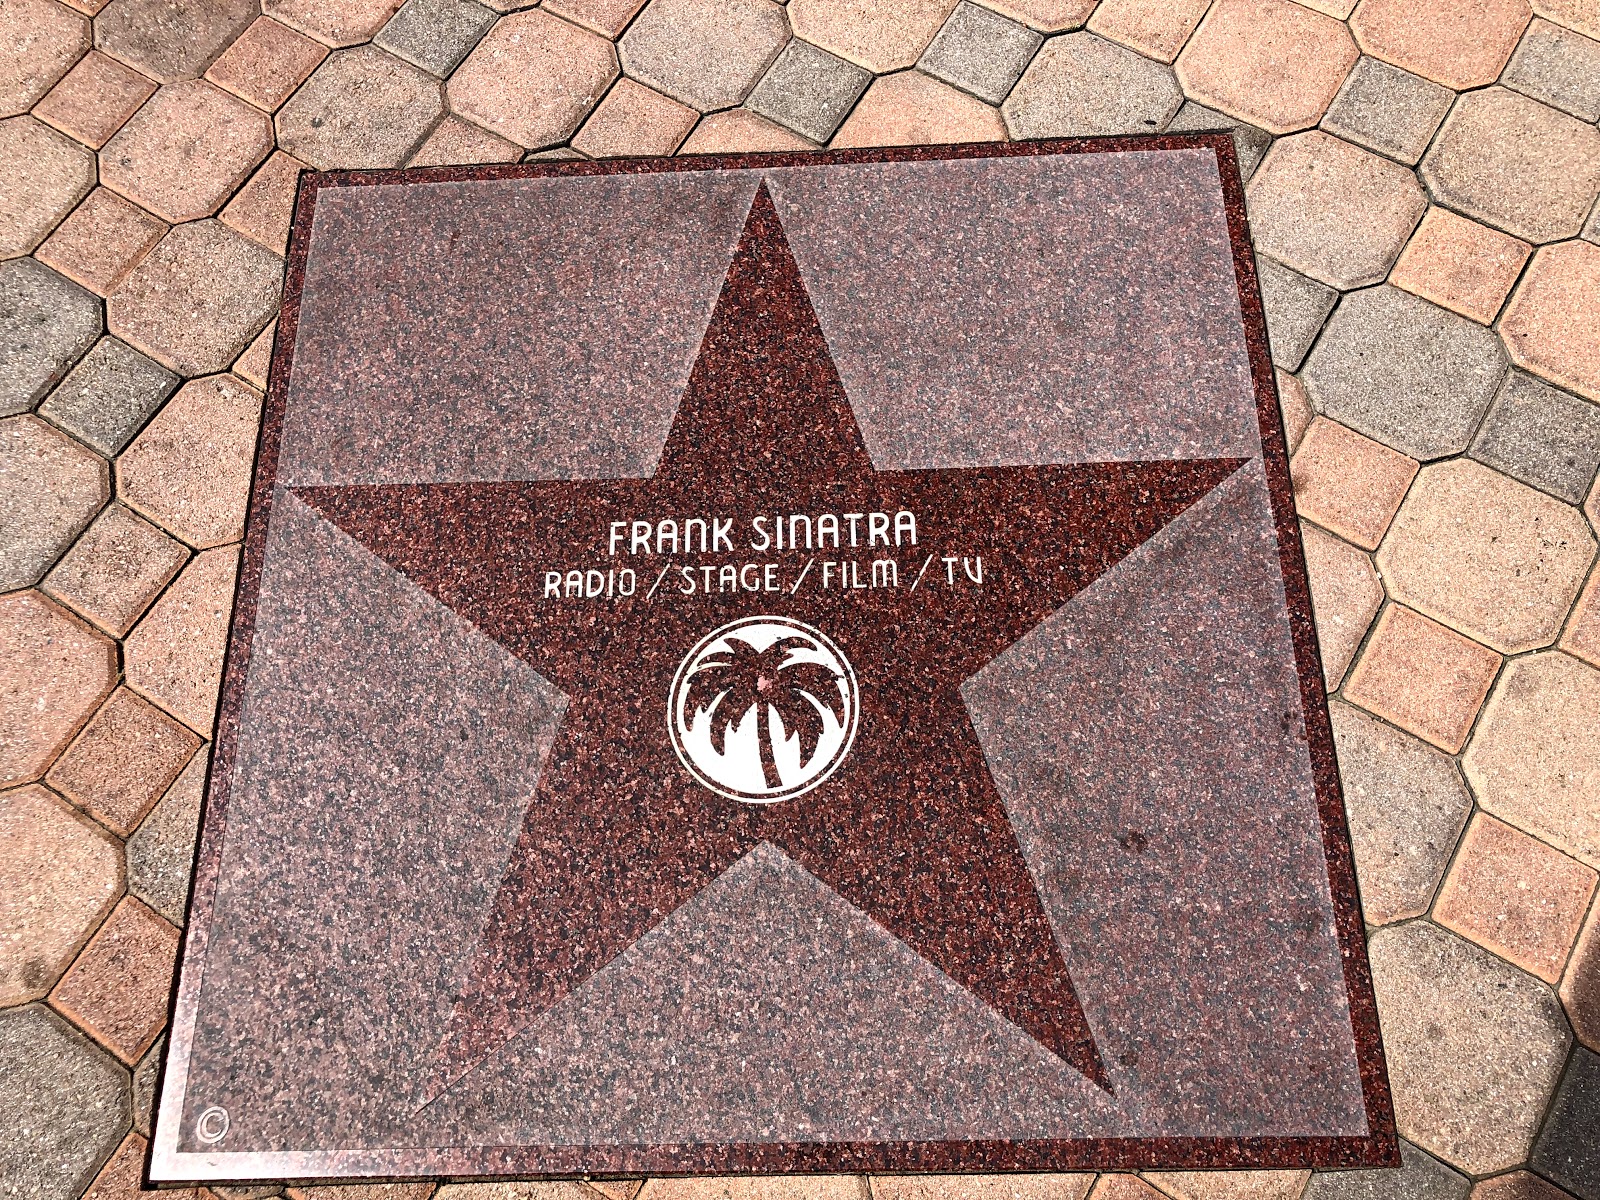 FRANK SINATRA
RADIO / STAGE / FILM / TV
©